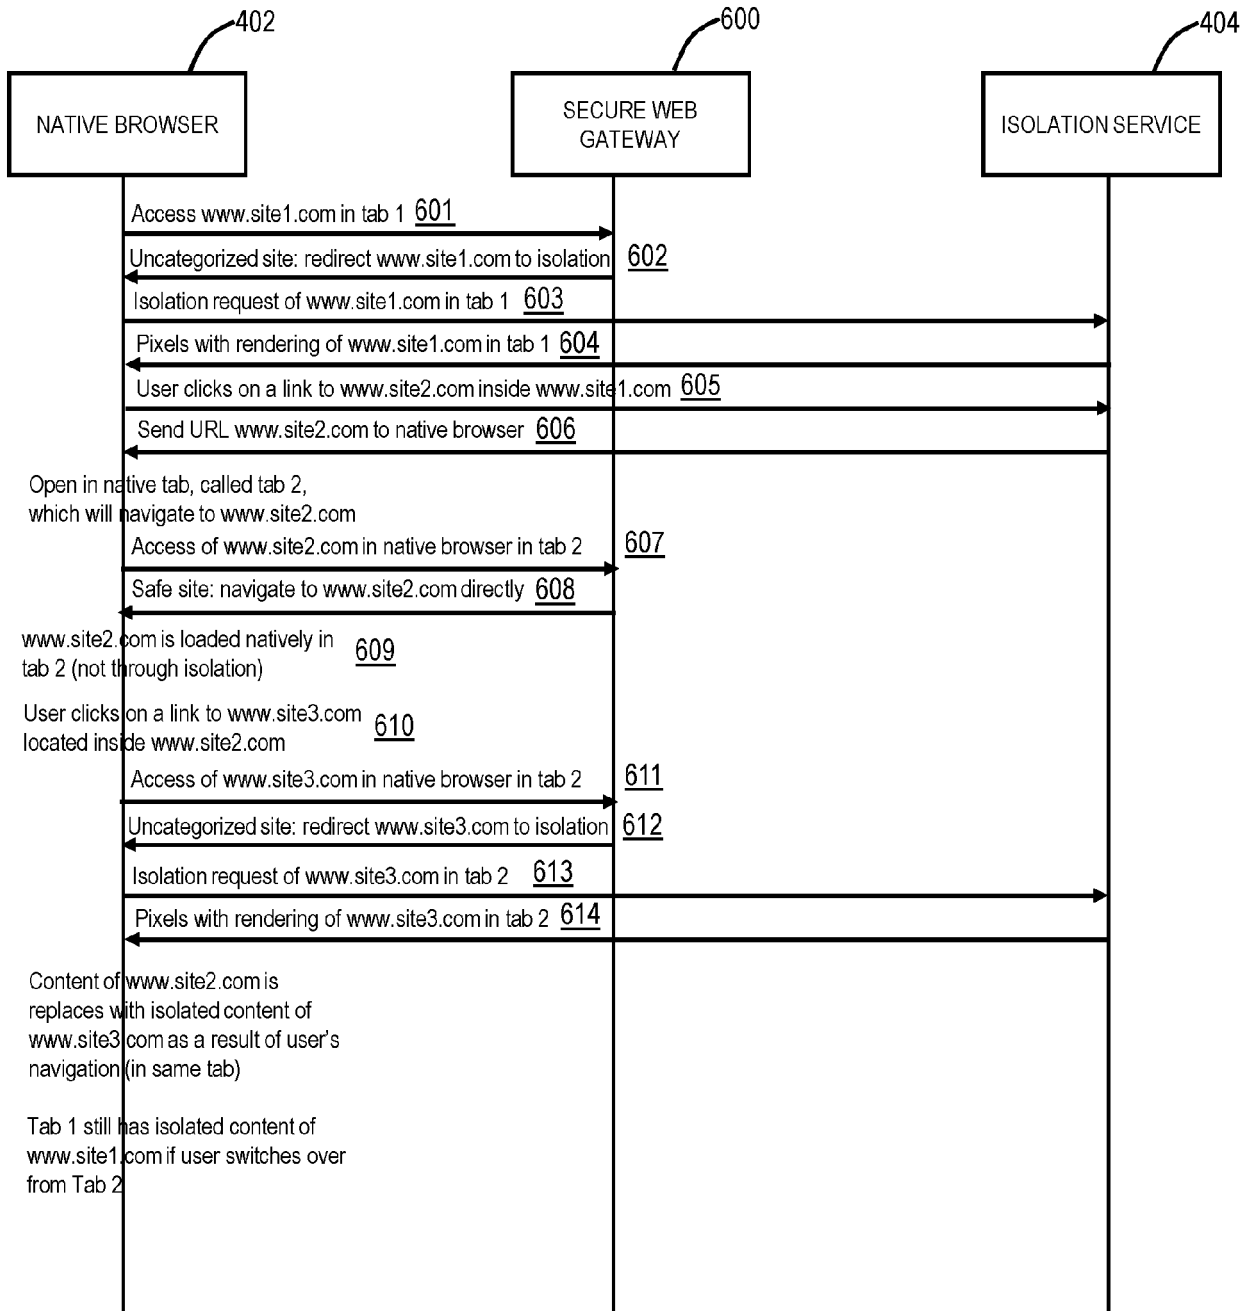 402
600
404
NATIVE BROWSER
SECURE WEB
GATEWAY
ISOLATION SERVICE
Access www.site1.com in tab 1 601
Uncategorized site: redirect www.site1.com to isolation 602
Isolation request of www.site1.com in tab 1 603
Pixels with rendering of www.site1.com in tab 1 604
User clicks on a link to www.site2.com inside www.site1.com 605
Send URL www.site2.com to native browser 606
Open in native tab, called tab 2,
which will navigate to www.site2.com
Access of www.site2.com in native browser in tab 2 607
Safe site: navigate to www.site2.com directly 608
www.site2.com is loaded natively in
tab 2 (not through isolation) 609
User clicks on a link to www.site3.com
located inside www.site2.com 610
Access of www.site3.com in native browser in tab 2 611
Uncategorized site: redirect www.site3.com to isolation 612
Isolation request of www.site3.com in tab 2 613
Pixels with rendering of www.site3.com in tab 2 614
Content of www.site2.com is
replaces with isolated content of
www.site3.com as a result of user's
navigation (in same tab)
Tab 1 still has isolated content of
www.site1.com if user switches over
from Tab 2